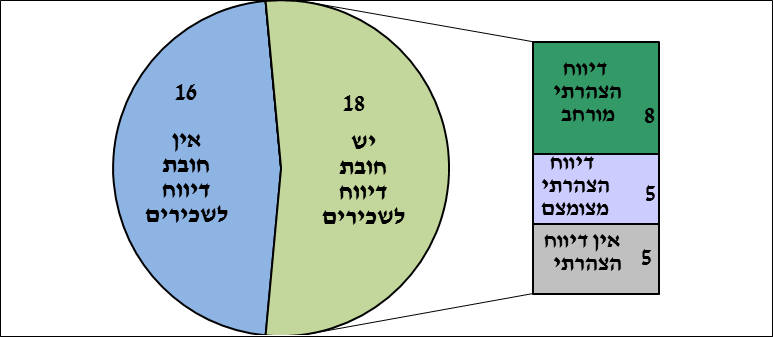 18
יש
חובת
דיווח
לשכירים
16
אין
חובת
דיווח
לשכירים
דיווח
הצהרתי
מורחב 8
דיווח
הצהרתי
מצומצם 5
אין דיווח
הצהרתי 5